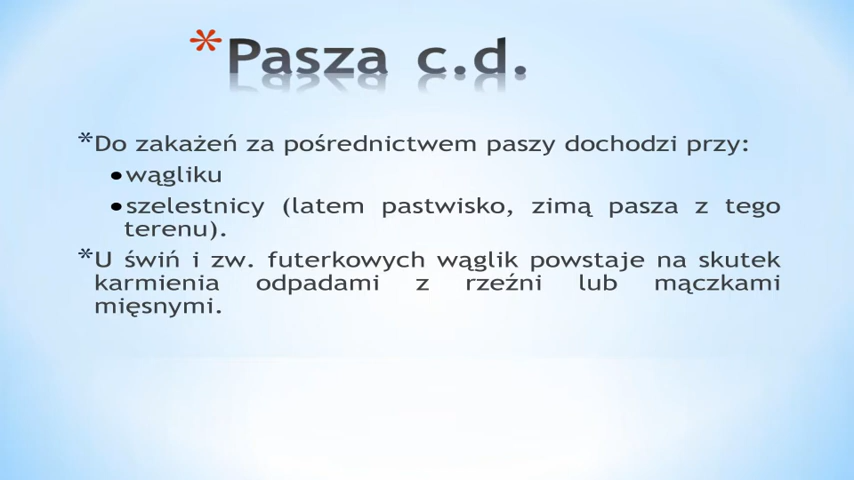 *Pasza c.d.
*Do zakażeń za pośrednictwem paszy dochodzi przy:
●wągliku
●szelestnicy (latem pastwisko, zimą pasza z tego
terenu).
*U świń i zw. futerkowych wąglik powstaje na skutek
karmienia odpadami z rzeźni lub mączkami
mięsnymi.